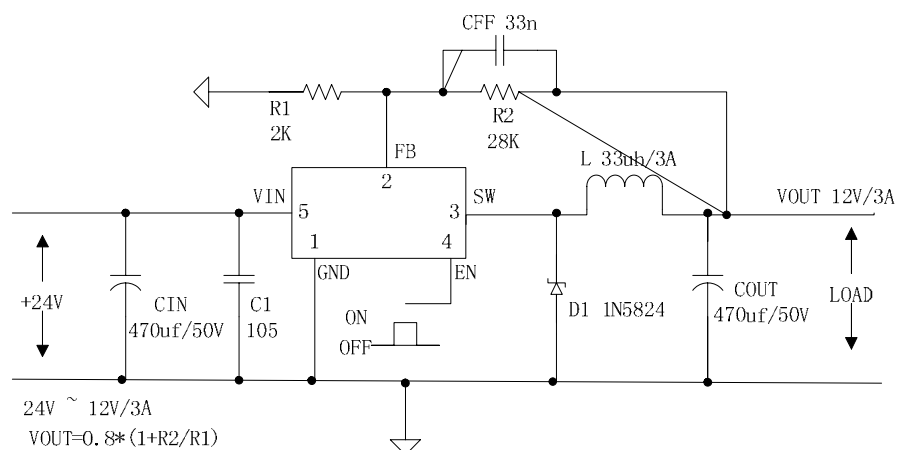 CFF 33n
R1
2K
R2
28K
FB
L 33uh/3A
2
VIN
5
3
SW
VOUT 12V/3A
1
4
GND
EN
+24V
CIN
470uf/50V
C1
105
ON
OFF
D1 1N5824
COUT
470uf/50V
LOAD
24V ~ 12V/3A
VOUT=0.8*(1+R2/R1)